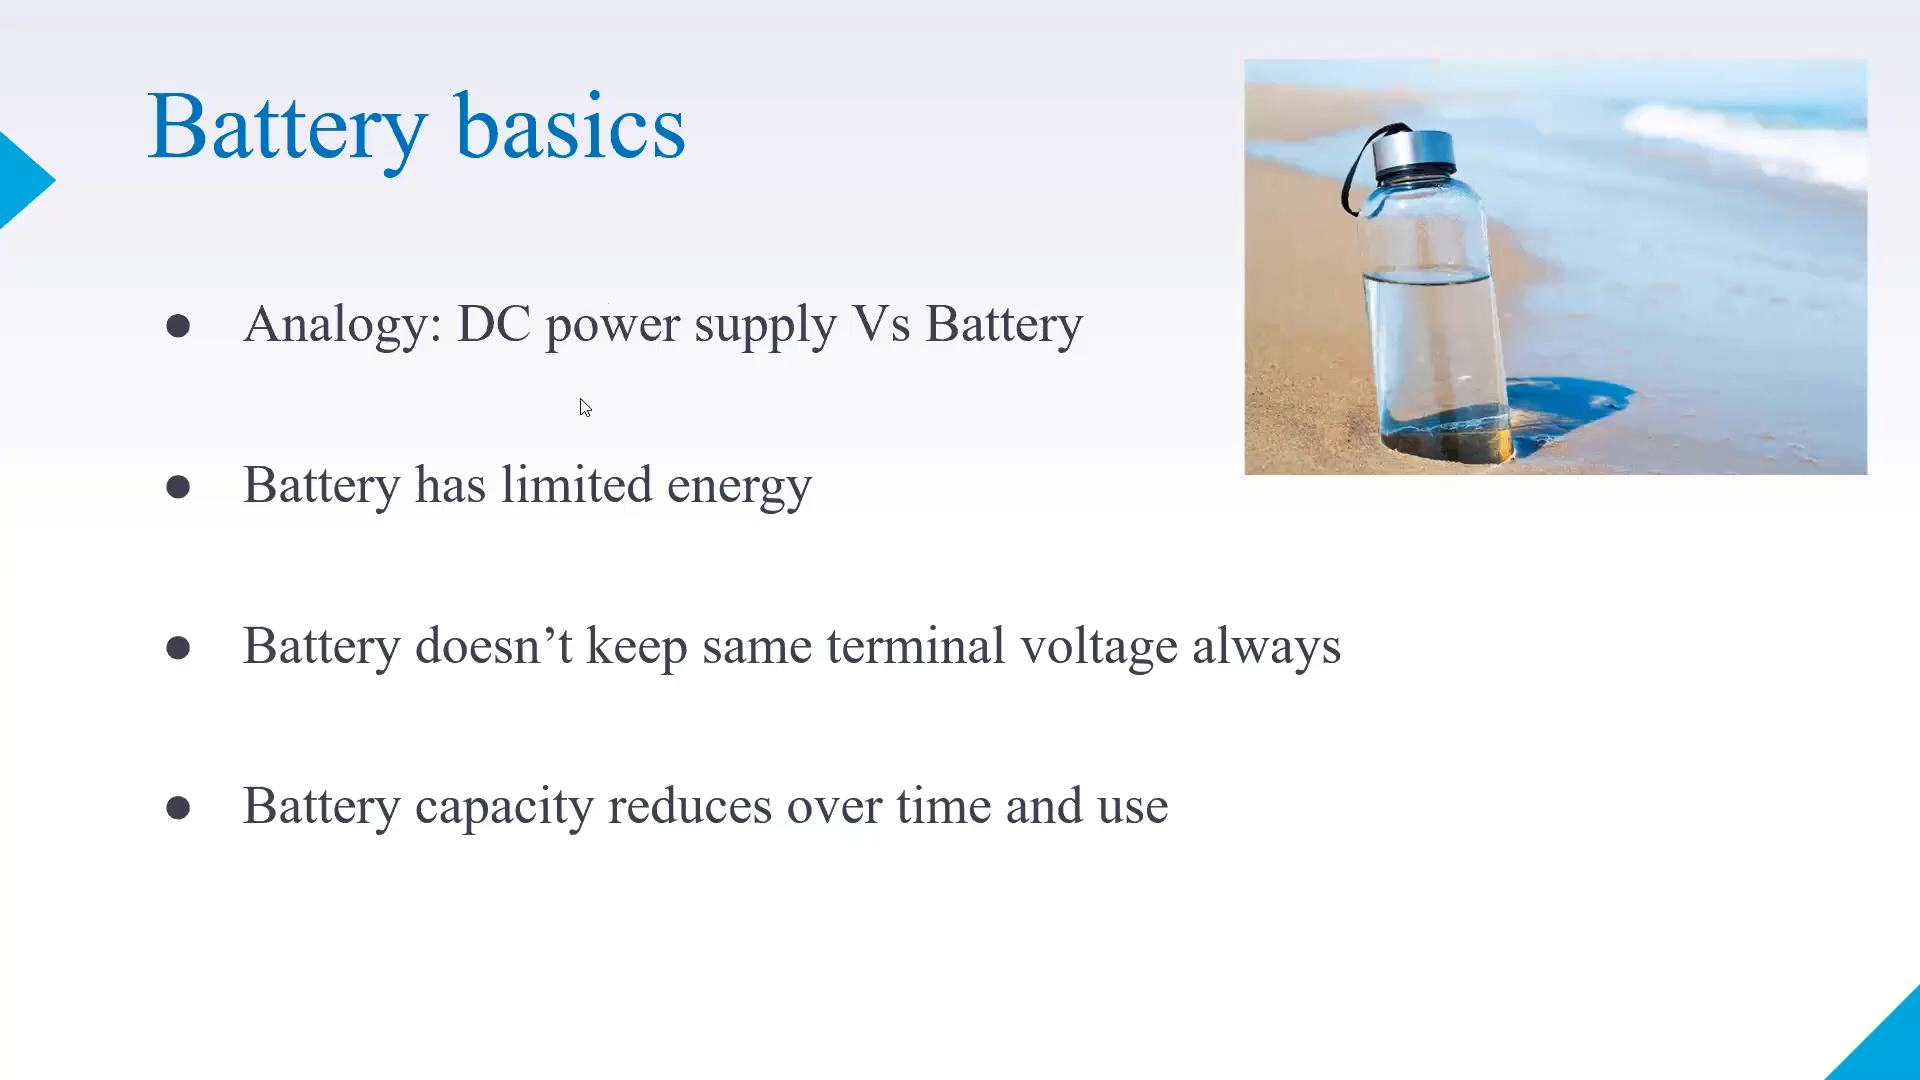 Battery basics
● Analogy: DC power supply Vs Battery
● Battery has limited energy
● Battery doesn’t keep same terminal voltage always
● Battery capacity reduces over time and use